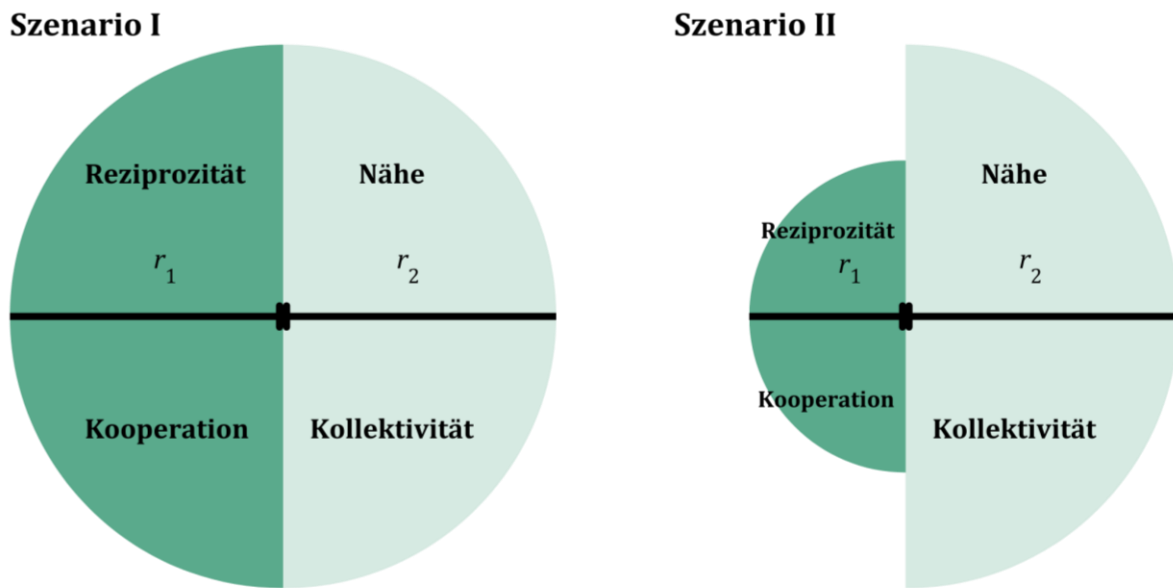 Szenario I
Reziprozität
Nähe
r1
r2
Kooperation
Kollektivität
Szenario II
Nähe
Reziprozität
r1
r2
Kooperation
Kollektivität